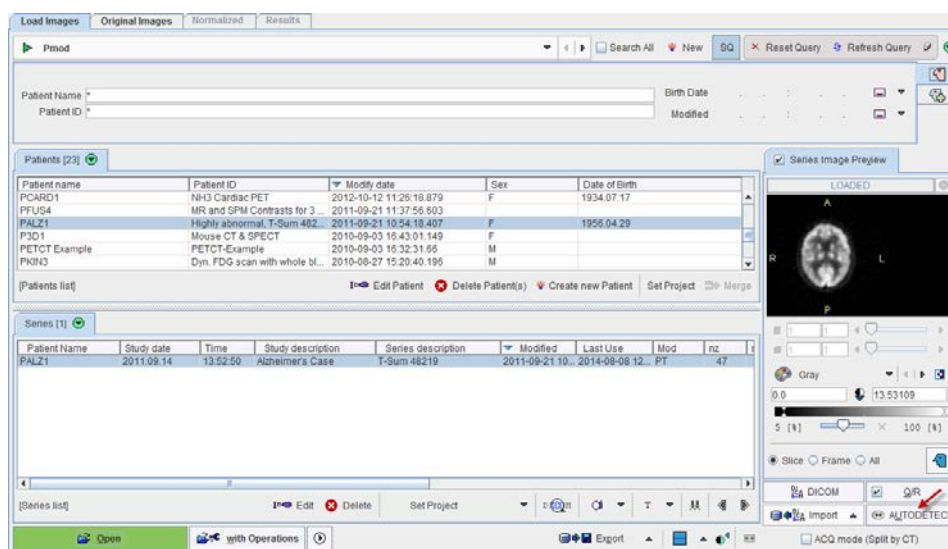 Load Images Original Images Normalized Results
Pmod Search All New SQ Reset Query Refresh Query
Patient Name * Birth Date
Patient ID * Modified
Patients [23] Series Image Preview
Patient name Patient ID Modify date Sex Date of Birth LOADED
PCARD1 NH3 Cardiac PET 2012-10-12 11:26:18.879 F 1934.07.17
PFUS4 MR and SPM Contrasts for 3 ... 2011-09-21 11:37:56.603
PALZ1 Highly abnormal, T-Sum 482... 2011-09-21 10:54:18.407 F 1956.04.29
P3D1 Mouse CT & SPECT 2010-09-03 16:43:01.149 F
PETCT Example PETCT-Example 2010-09-03 16:32:31.66 M
PKIN3 Dyn. FDG scan with whole bl... 2010-08-27 15:20:40.196 M
A
R L
P
[Patients list] Edit Patient Delete Patient(s) Create new Patient Set Project Merge
Series [1]
Patient Name Study date Time Study description Series description Modified Last Use Mod nz
PALZ1 2011.09.14 13:52:50 Alzheimer's Case T-Sum 48219 2011-09-21 10... 2014-08-08 12... PT 47
1 1
1 1
Gray
0.0 13.53109
5 [%] 100 [%]
Slice Frame All
[Series list] Edit Delete Set Project T
DICOM Q/R
Import AUTODETEC
Open with Operations Export ACQ mode (Split by CT)